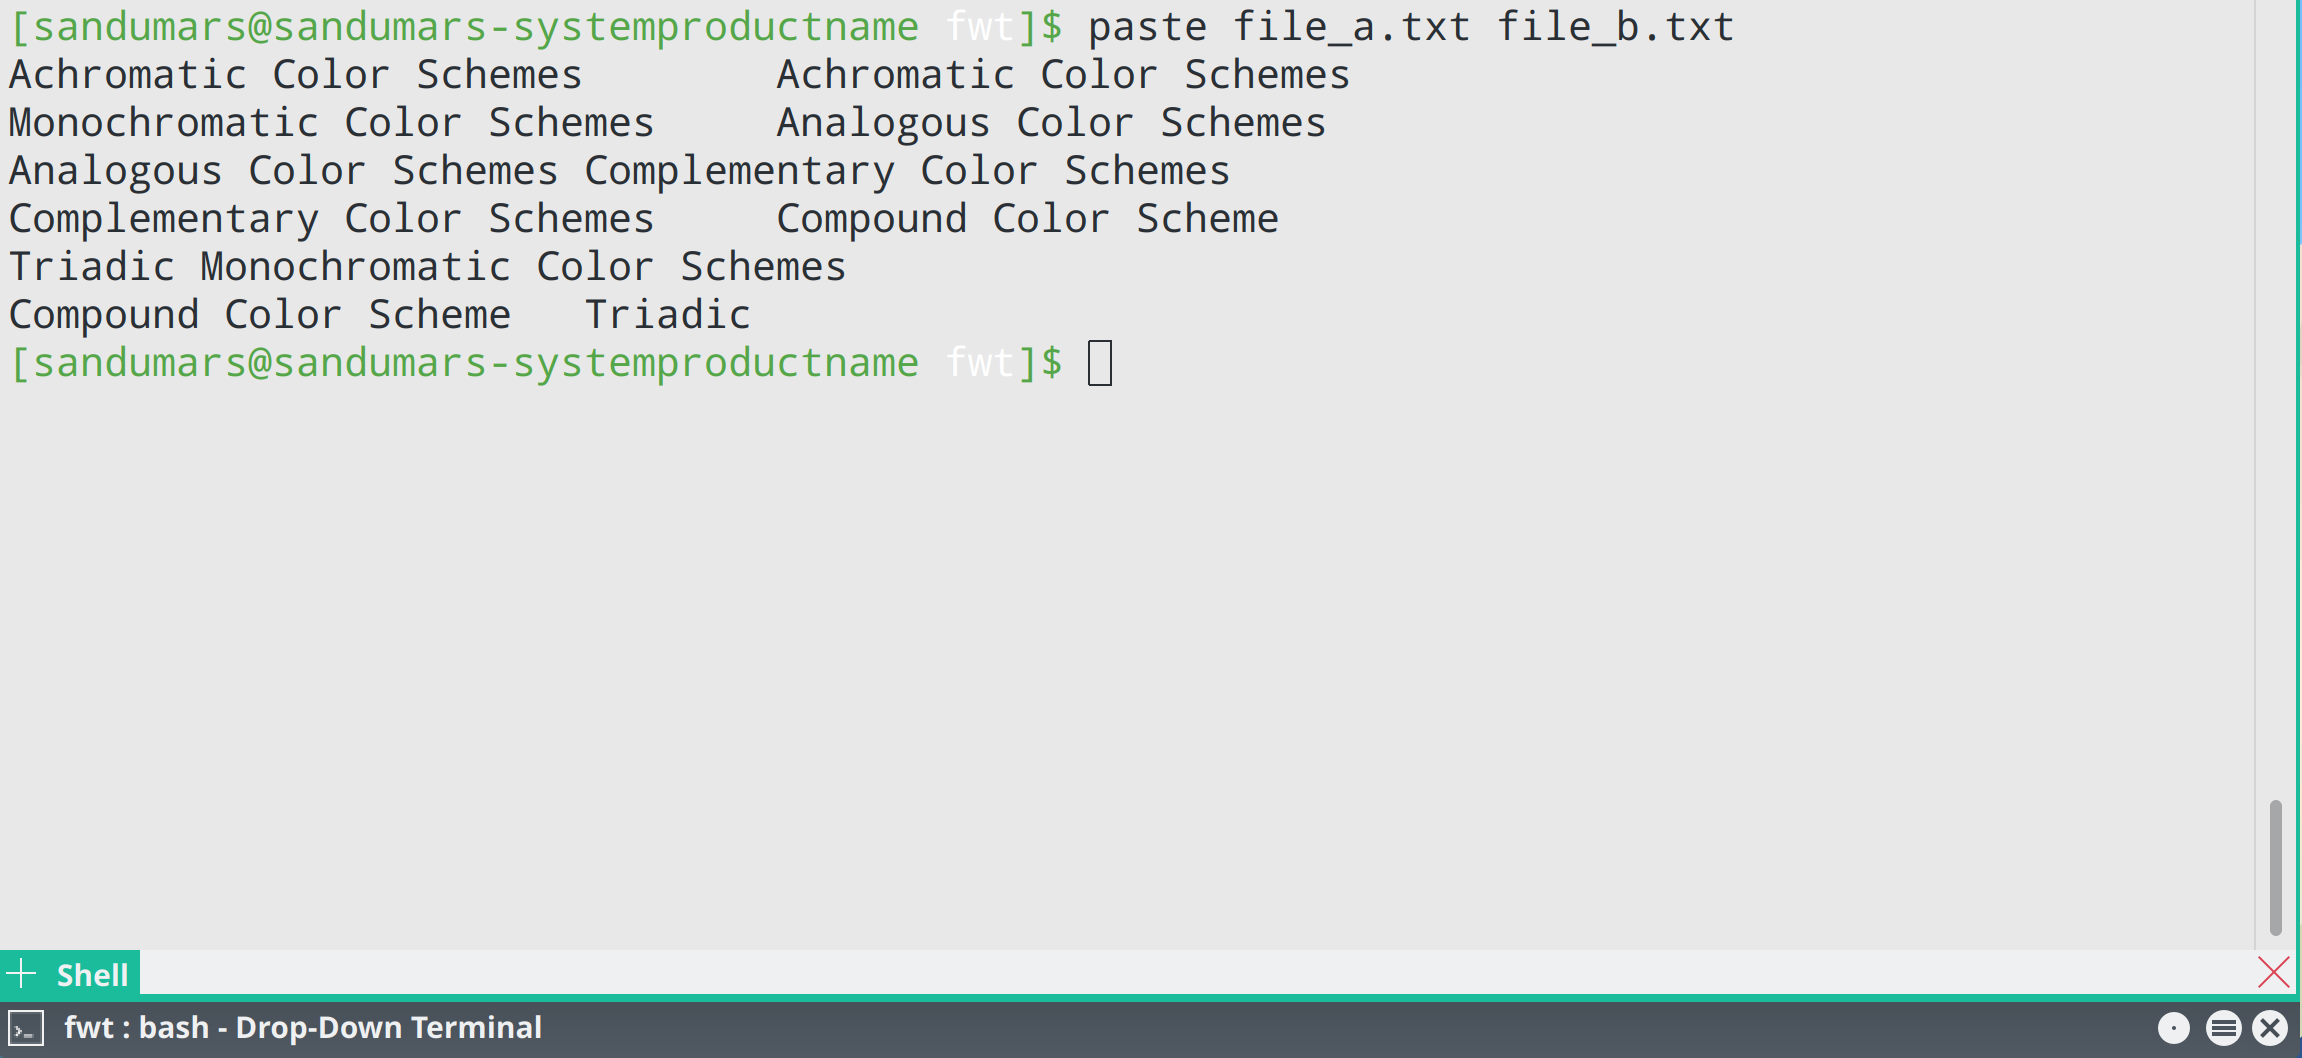 [sandumars@sandumars-systemproductname fwt]$ paste file_a.txt file_b.txt
Achromatic Color Schemes        Achromatic Color Schemes
Monochromatic Color Schemes     Analogous Color Schemes
Analogous Color Schemes Complementary Color Schemes
Complementary Color Schemes     Compound Color Scheme
Triadic Monochromatic Color Schemes
Compound Color Scheme   Triadic
[sandumars@sandumars-systemproductname fwt]$
Shell
fwt : bash - Drop-Down Terminal